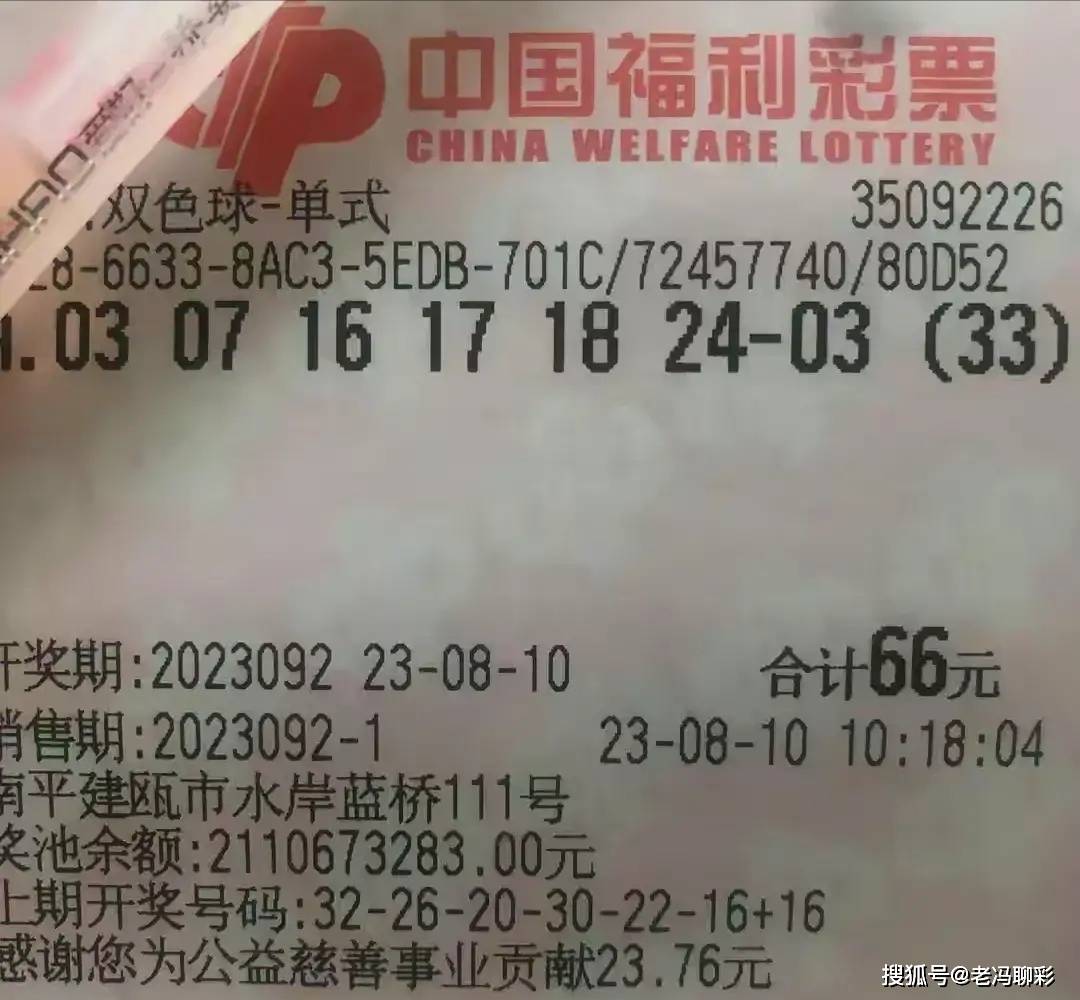 中国福利彩票
CHINA WELFARE LOTTERY
双色球-单式 35092226
8-6633-8AC3-5EDB-701C/72457740/80D52
1.03 07 16 17 18 24-03 (33)
开奖期:2023092 23-08-10 合计66元
销售期:2023092-1 23-08-10 10:18:04
南平建瓯市水岸蓝桥111号
奖池余额:2110673283.00元
上期开奖号码:32-26-20-30-22-16+16
感谢您为公益慈善事业贡献23.76元
搜狐号@老冯聊彩